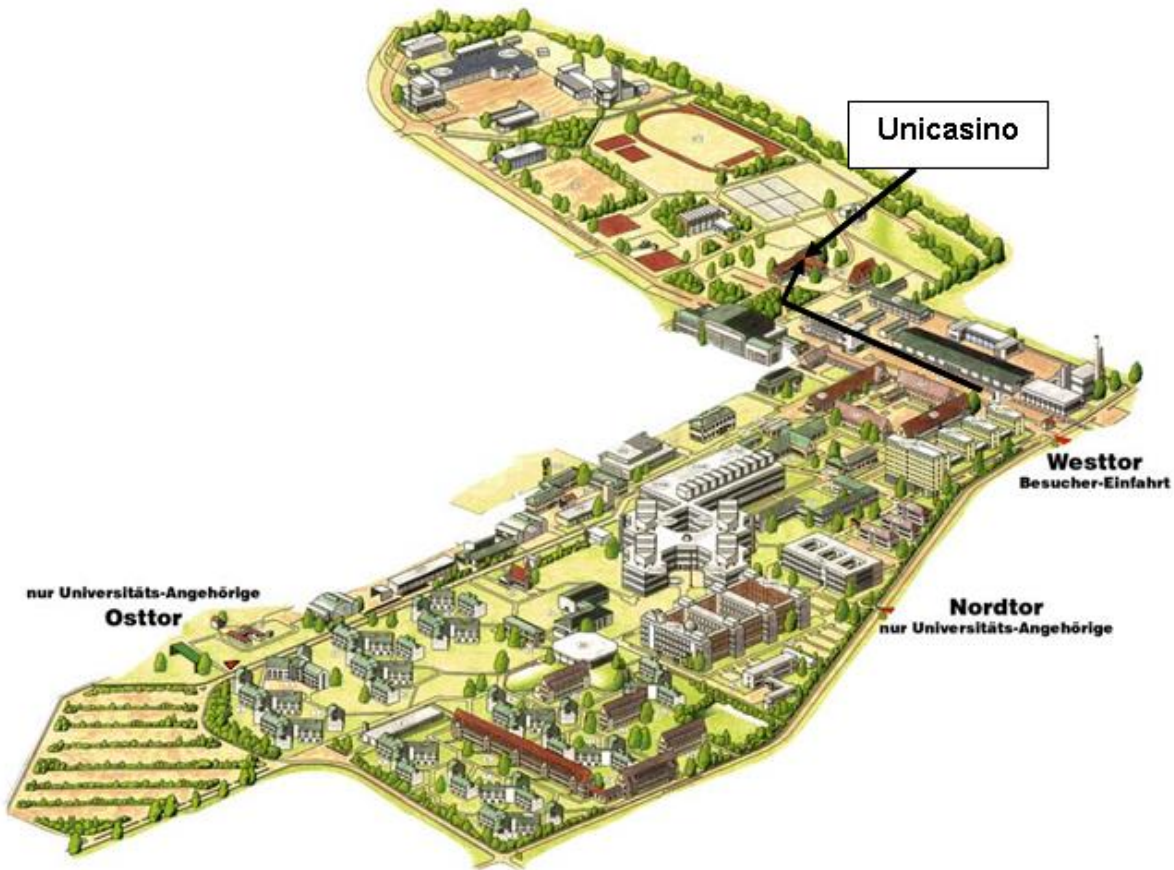 Unicasino
Westtor
Besucher-Einfahrt
nur Universitäts-Angehörige
Osttor
Nordtor
nur Universitäts-Angehörige